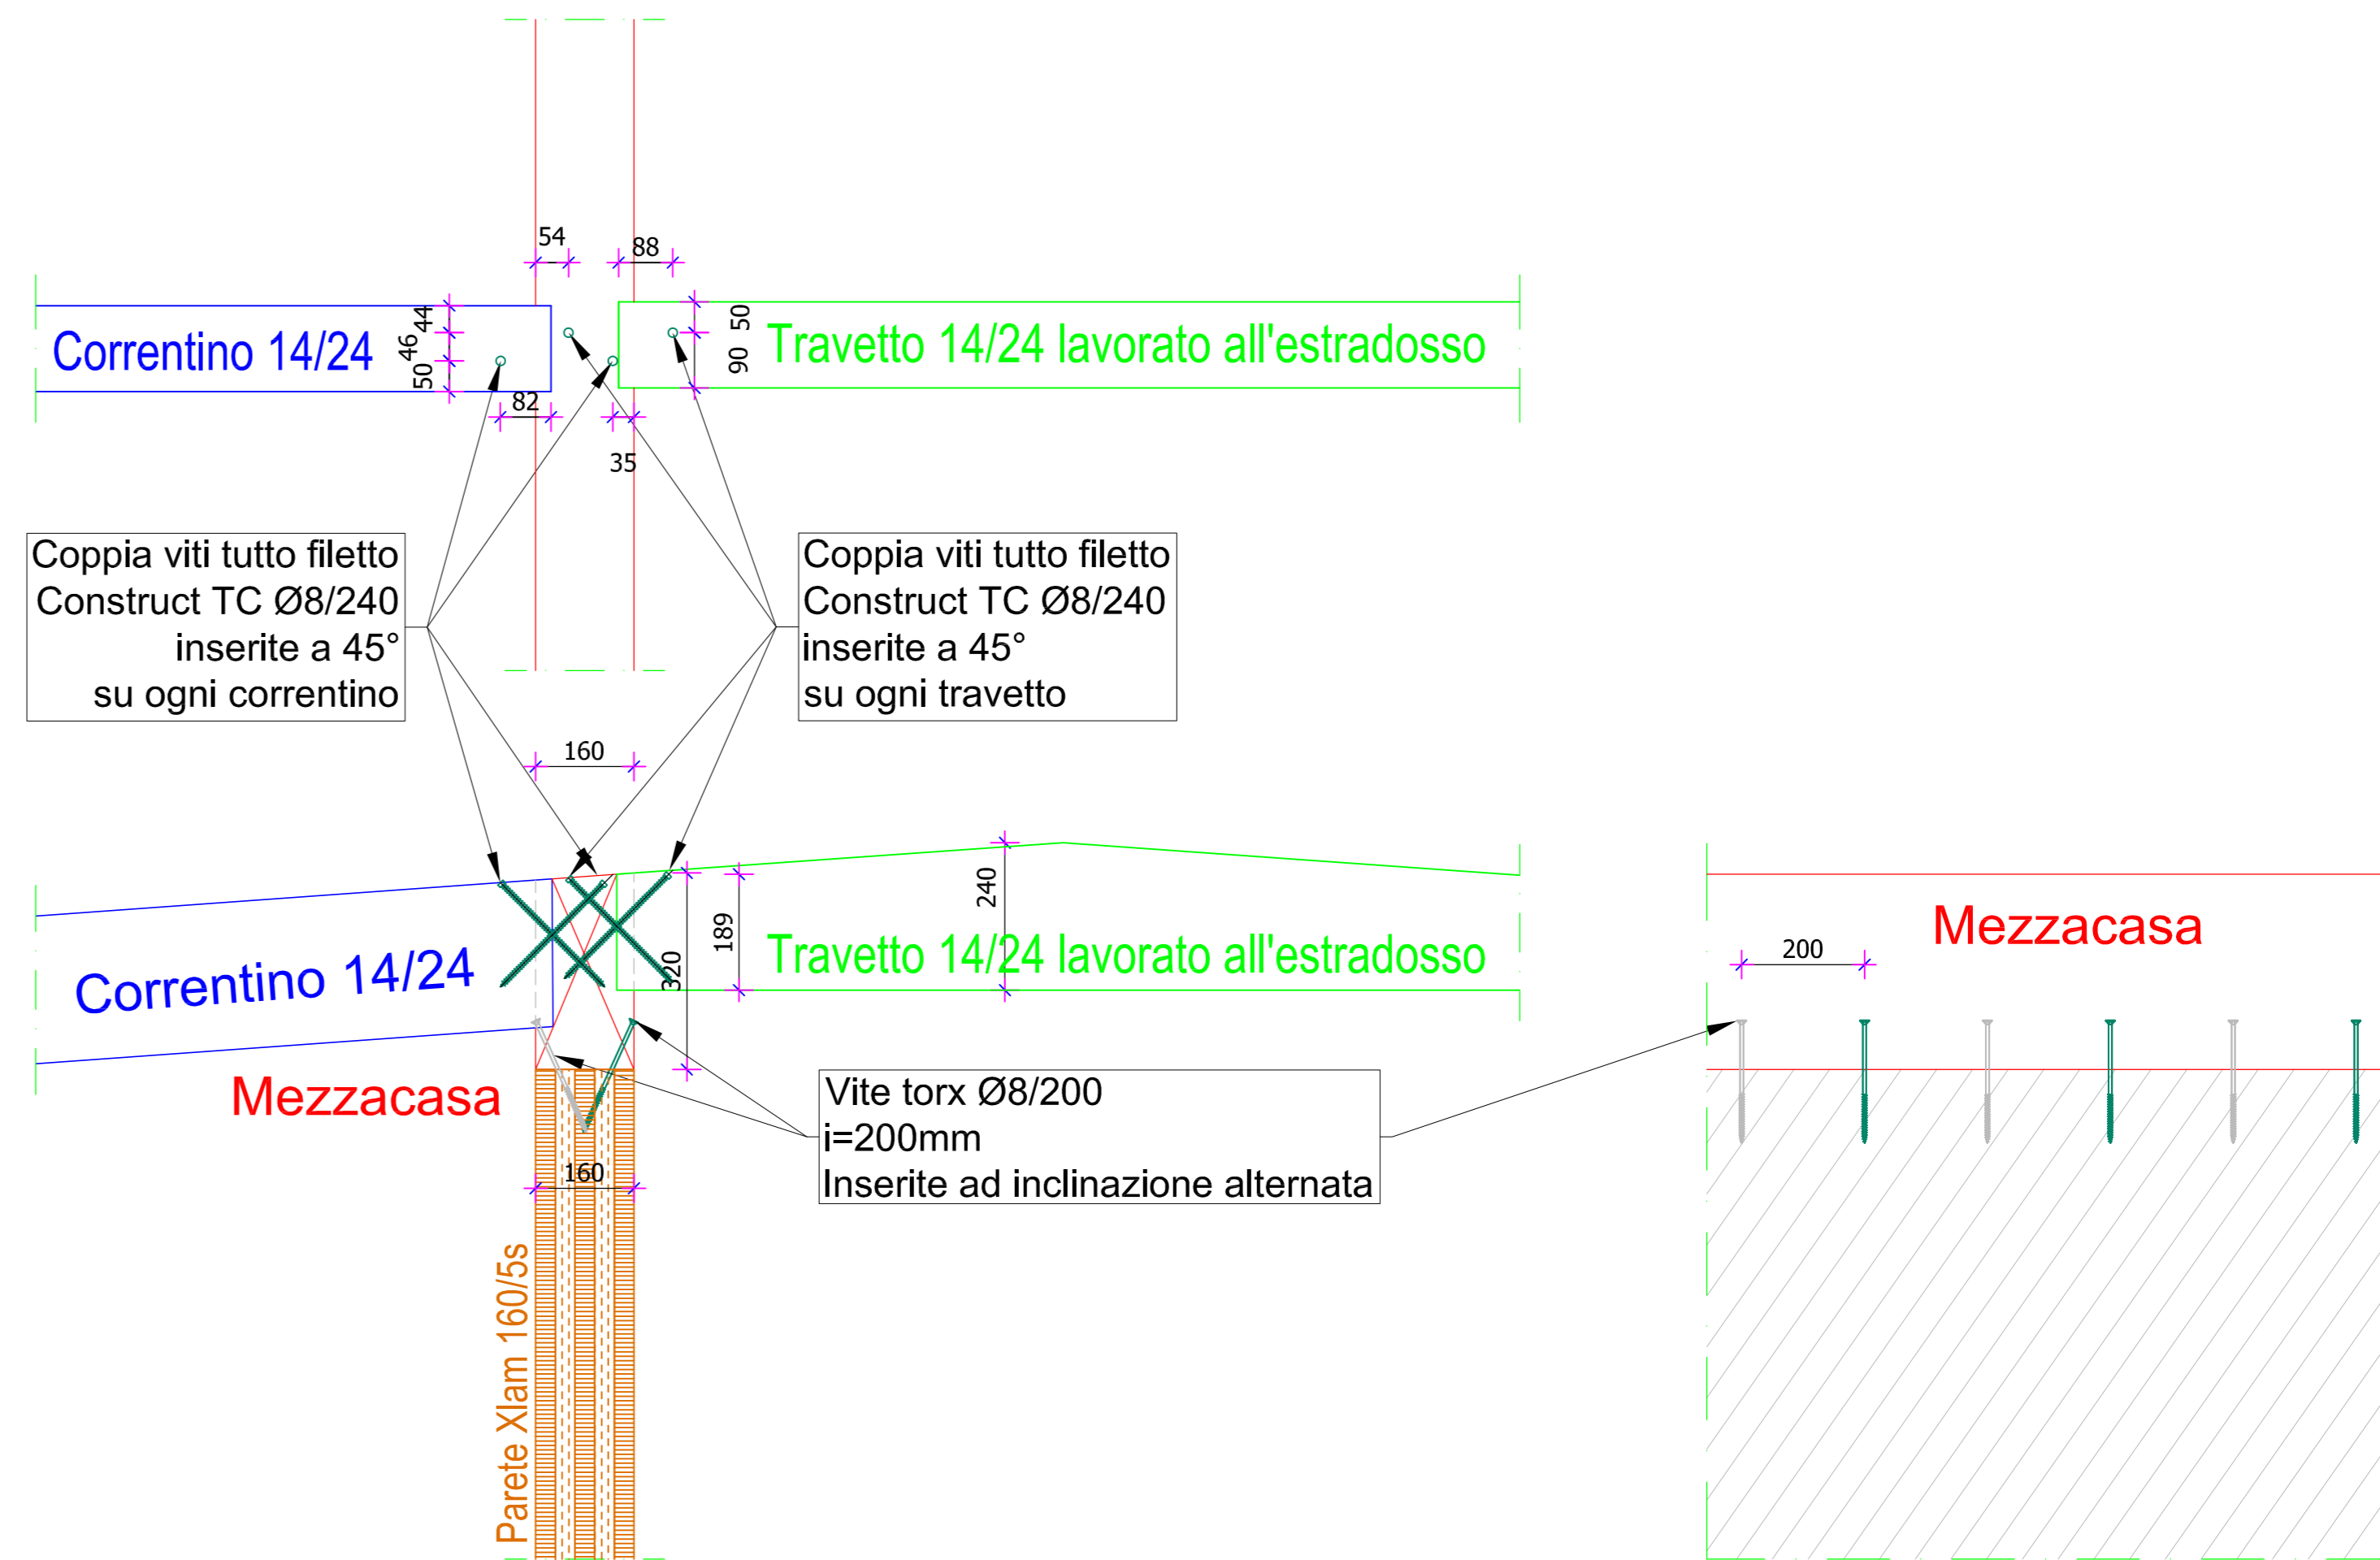 54
88
44
46
50
50
90
Correntino 14/24
Travetto 14/24 lavorato all'estradosso
82
35
Coppia viti tutto filetto
Construct TC Ø8/240
inserite a 45°
su ogni correntino
Coppia viti tutto filetto
Construct TC Ø8/240
inserite a 45°
su ogni travetto
160
240
189
320
Correntino 14/24
Travetto 14/24 lavorato all'estradosso
Mezzacasa
200
Mezzacasa
Vite torx Ø8/200
i=200mm
Inserite ad inclinazione alternata
160
Parete Xlam 160/5s